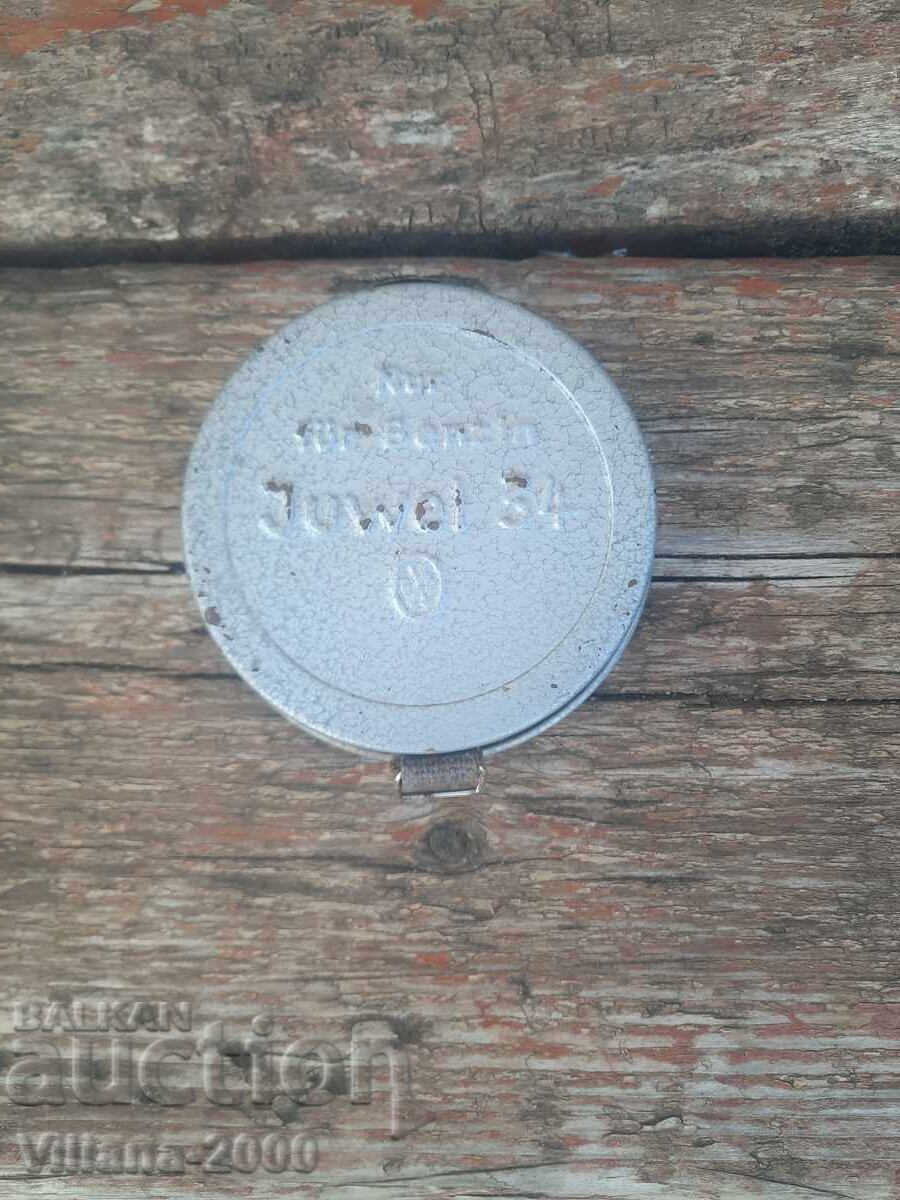 Nur
für Benzin
Juwel 34
BALKAN
auction
Villana-2000